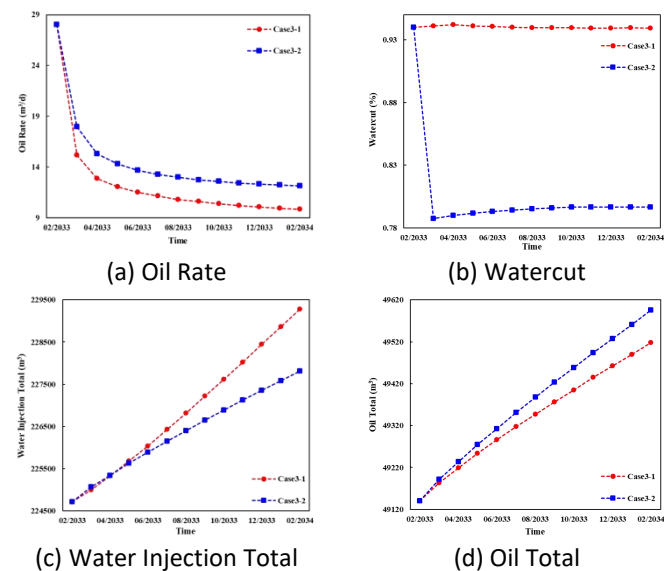 29
24
19
14
9
Oil Rate (m³/d)
Case3-1
Case3-2
02/2033 04/2033 06/2033 08/2033 10/2033 12/2033 02/2034
Time
(a) Oil Rate
0.93
0.88
0.83
0.78
Watercut (%)
Case3-1
Case3-2
02/2033 04/2033 06/2033 08/2033 10/2033 12/2033 02/2034
Time
(b) Watercut
229500
228500
227500
226500
225500
224500
Water Injection Total (m³)
Case3-1
Case3-2
02/2033 04/2033 06/2033 08/2033 10/2033 12/2033 02/2034
Time
(c) Water Injection Total
49620
49520
49420
49320
49220
49120
Oil Total (m³)
Case3-1
Case3-2
02/2033 04/2033 06/2033 08/2033 10/2033 12/2033 02/2034
Time
(d) Oil Total